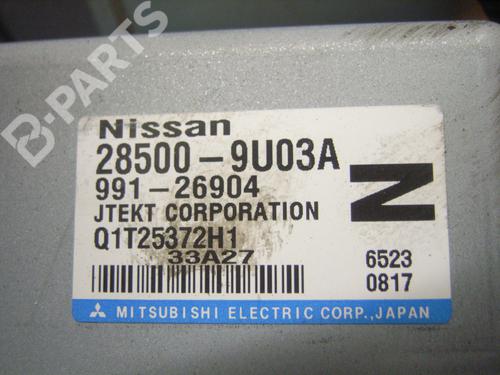 B-PARTS
Nissan
28500-9U03A
991-26904
JTEKT CORPORATION
Q1T25372H1
33A27
N
6523
0817
MITSUBISHI ELECTRIC CORP.,JAPAN